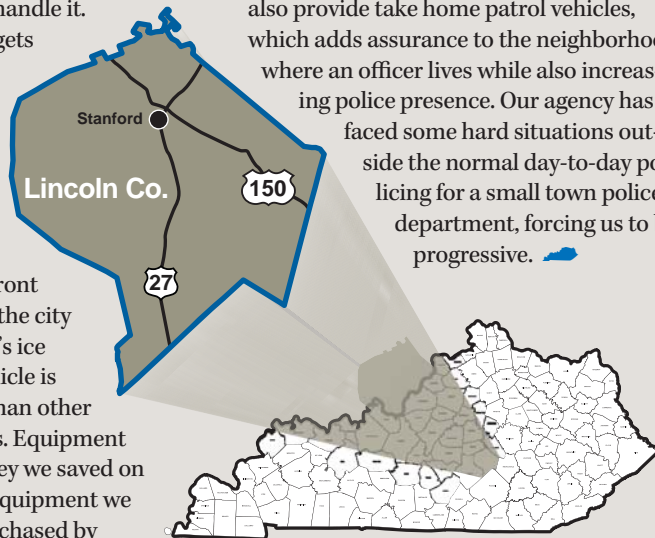 handle it.
gets
ront
the city
's ice
icle is
han other
s. Equipment
ey we saved on
quipment we
chased by
also provide take home patrol vehicles,
which adds assurance to the neighborhoo
where an officer lives while also increas-
ing police presence. Our agency has
faced some hard situations out-
side the normal day-to-day po-
licing for a small town police
department, forcing us to
progressive.
Stanford
Lincoln Co.
150
27